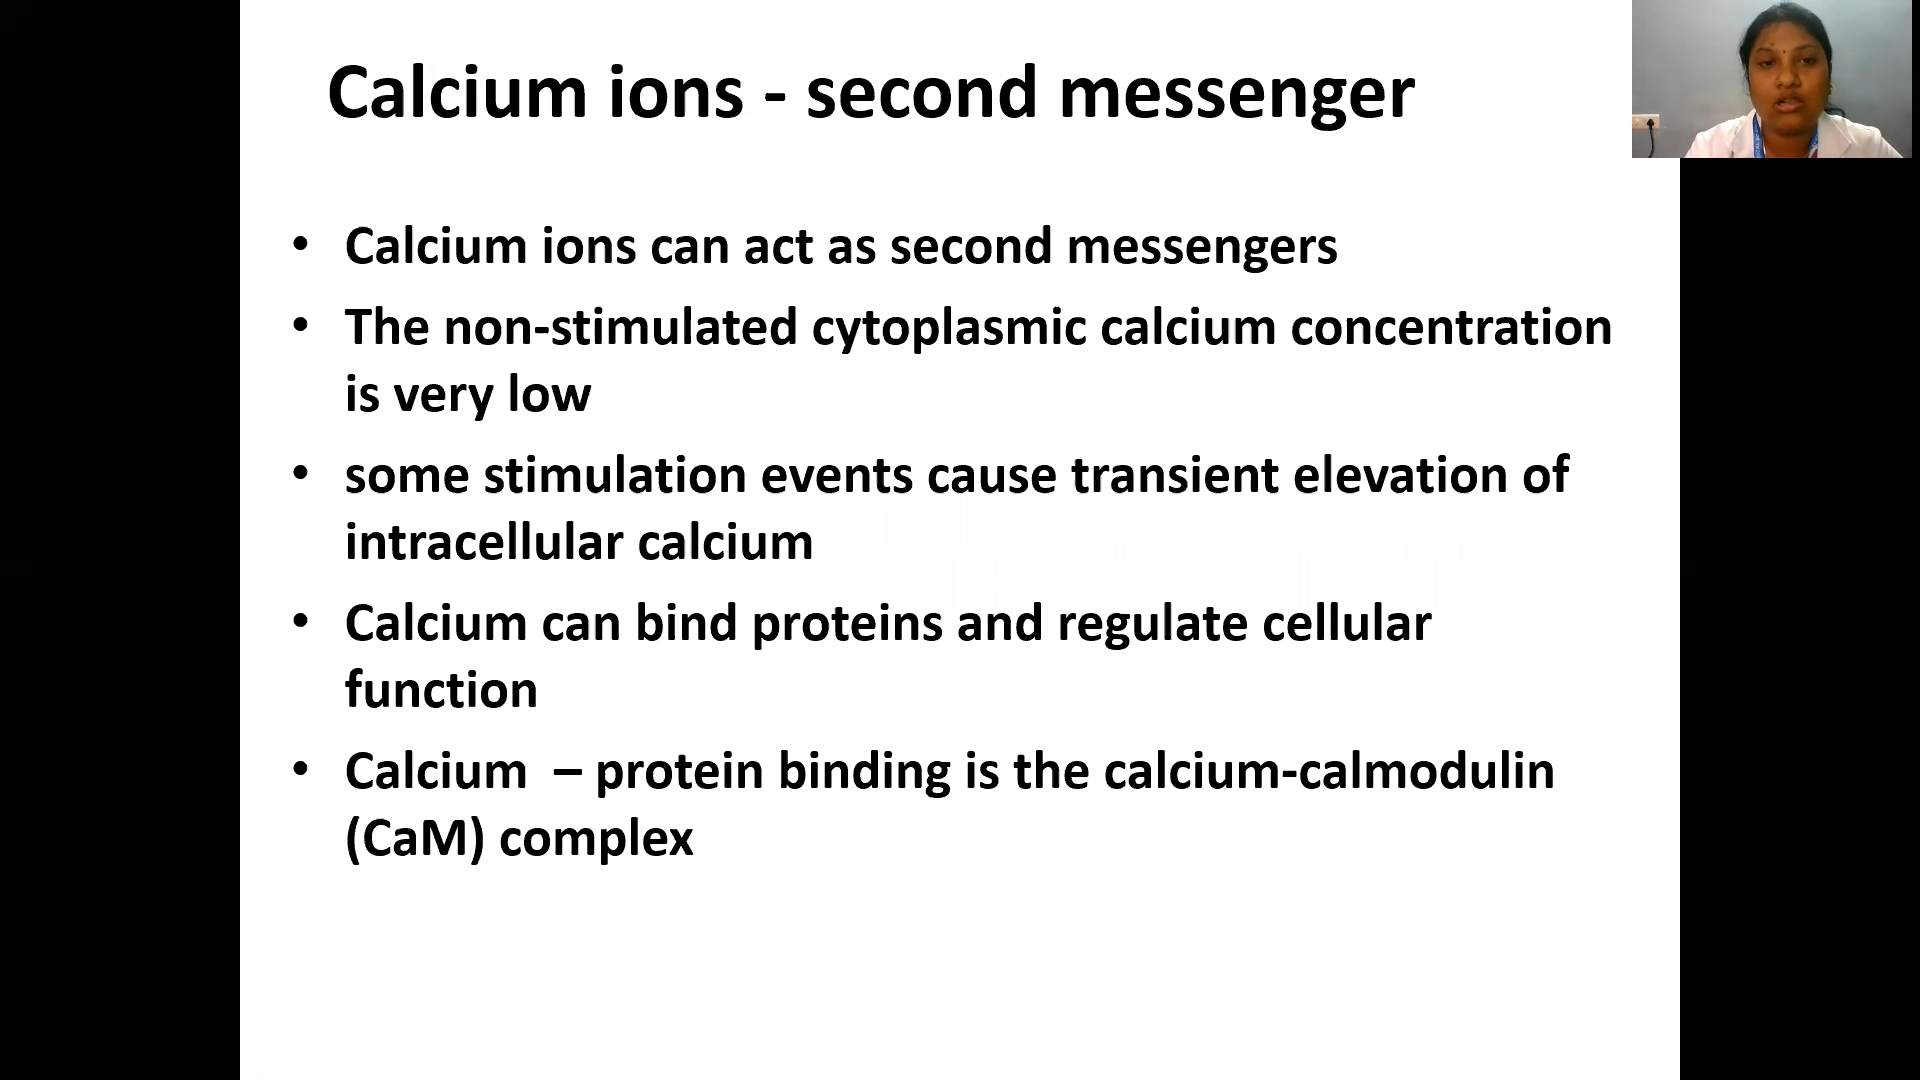 Calcium ions - second messenger
• Calcium ions can act as second messengers
• The non-stimulated cytoplasmic calcium concentration
is very low
• some stimulation events cause transient elevation of
intracellular calcium
• Calcium can bind proteins and regulate cellular
function
• Calcium  – protein binding is the calcium-calmodulin
(CaM) complex